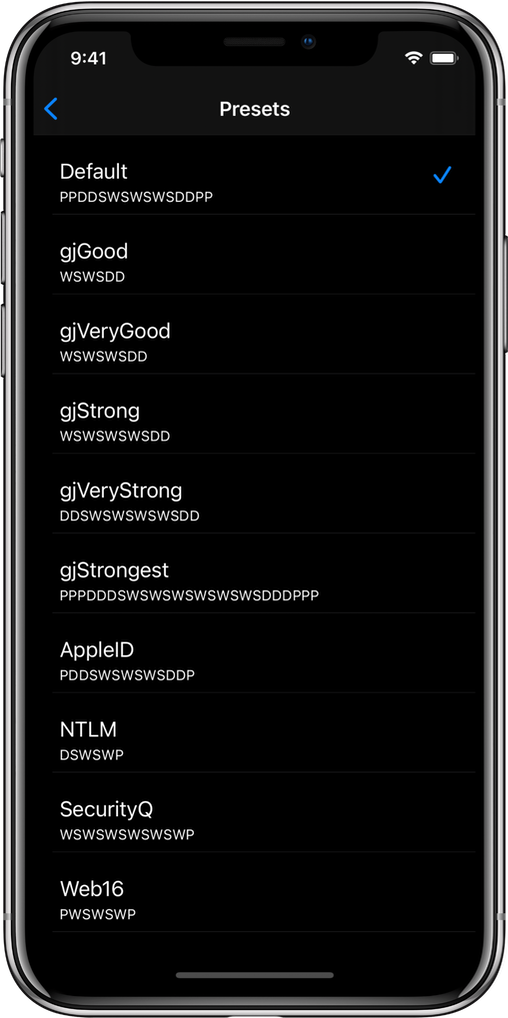 9:41
Presets
Default
PPDDSWSWSWSDDPP
gjGood
WSWSDD
gjVeryGood
WSWSWSDD
gjStrong
WSWSWSWSDD
gjVeryStrong
DDSWSWSWSWSDD
gjStrongest
PPPDDDSWSWSWSWSWSWSDDDPPP
AppleID
PDDSWSWSWSDDP
NTLM
DSWSWP
SecurityQ
WSWSWSWSWSWP
Web16
PWSWSWP